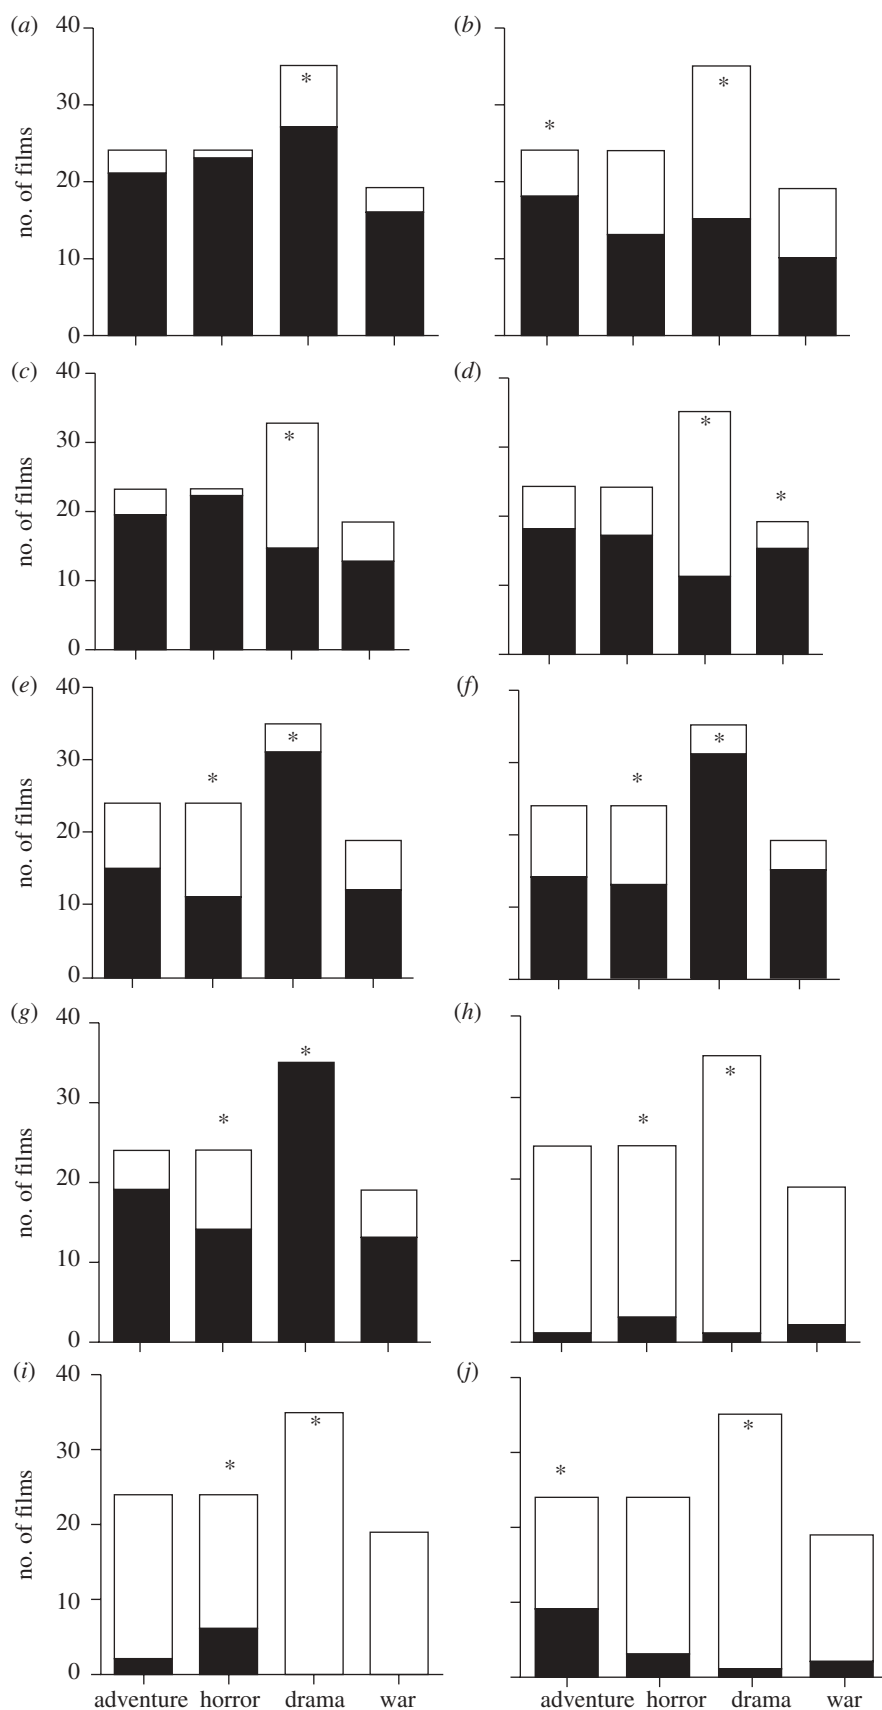 (a) (b)
40
30
20
10
0
no. of films
* * *
(c) (d)
40
30
20
10
0
no. of films
* * *
(e) (f)
40
30
20
10
0
no. of films
* * * *
(g) (h)
40
30
20
10
0
no. of films
* * * *
(i) (j)
40
30
20
10
0
no. of films
* * * *
adventure horror drama war adventure horror drama war